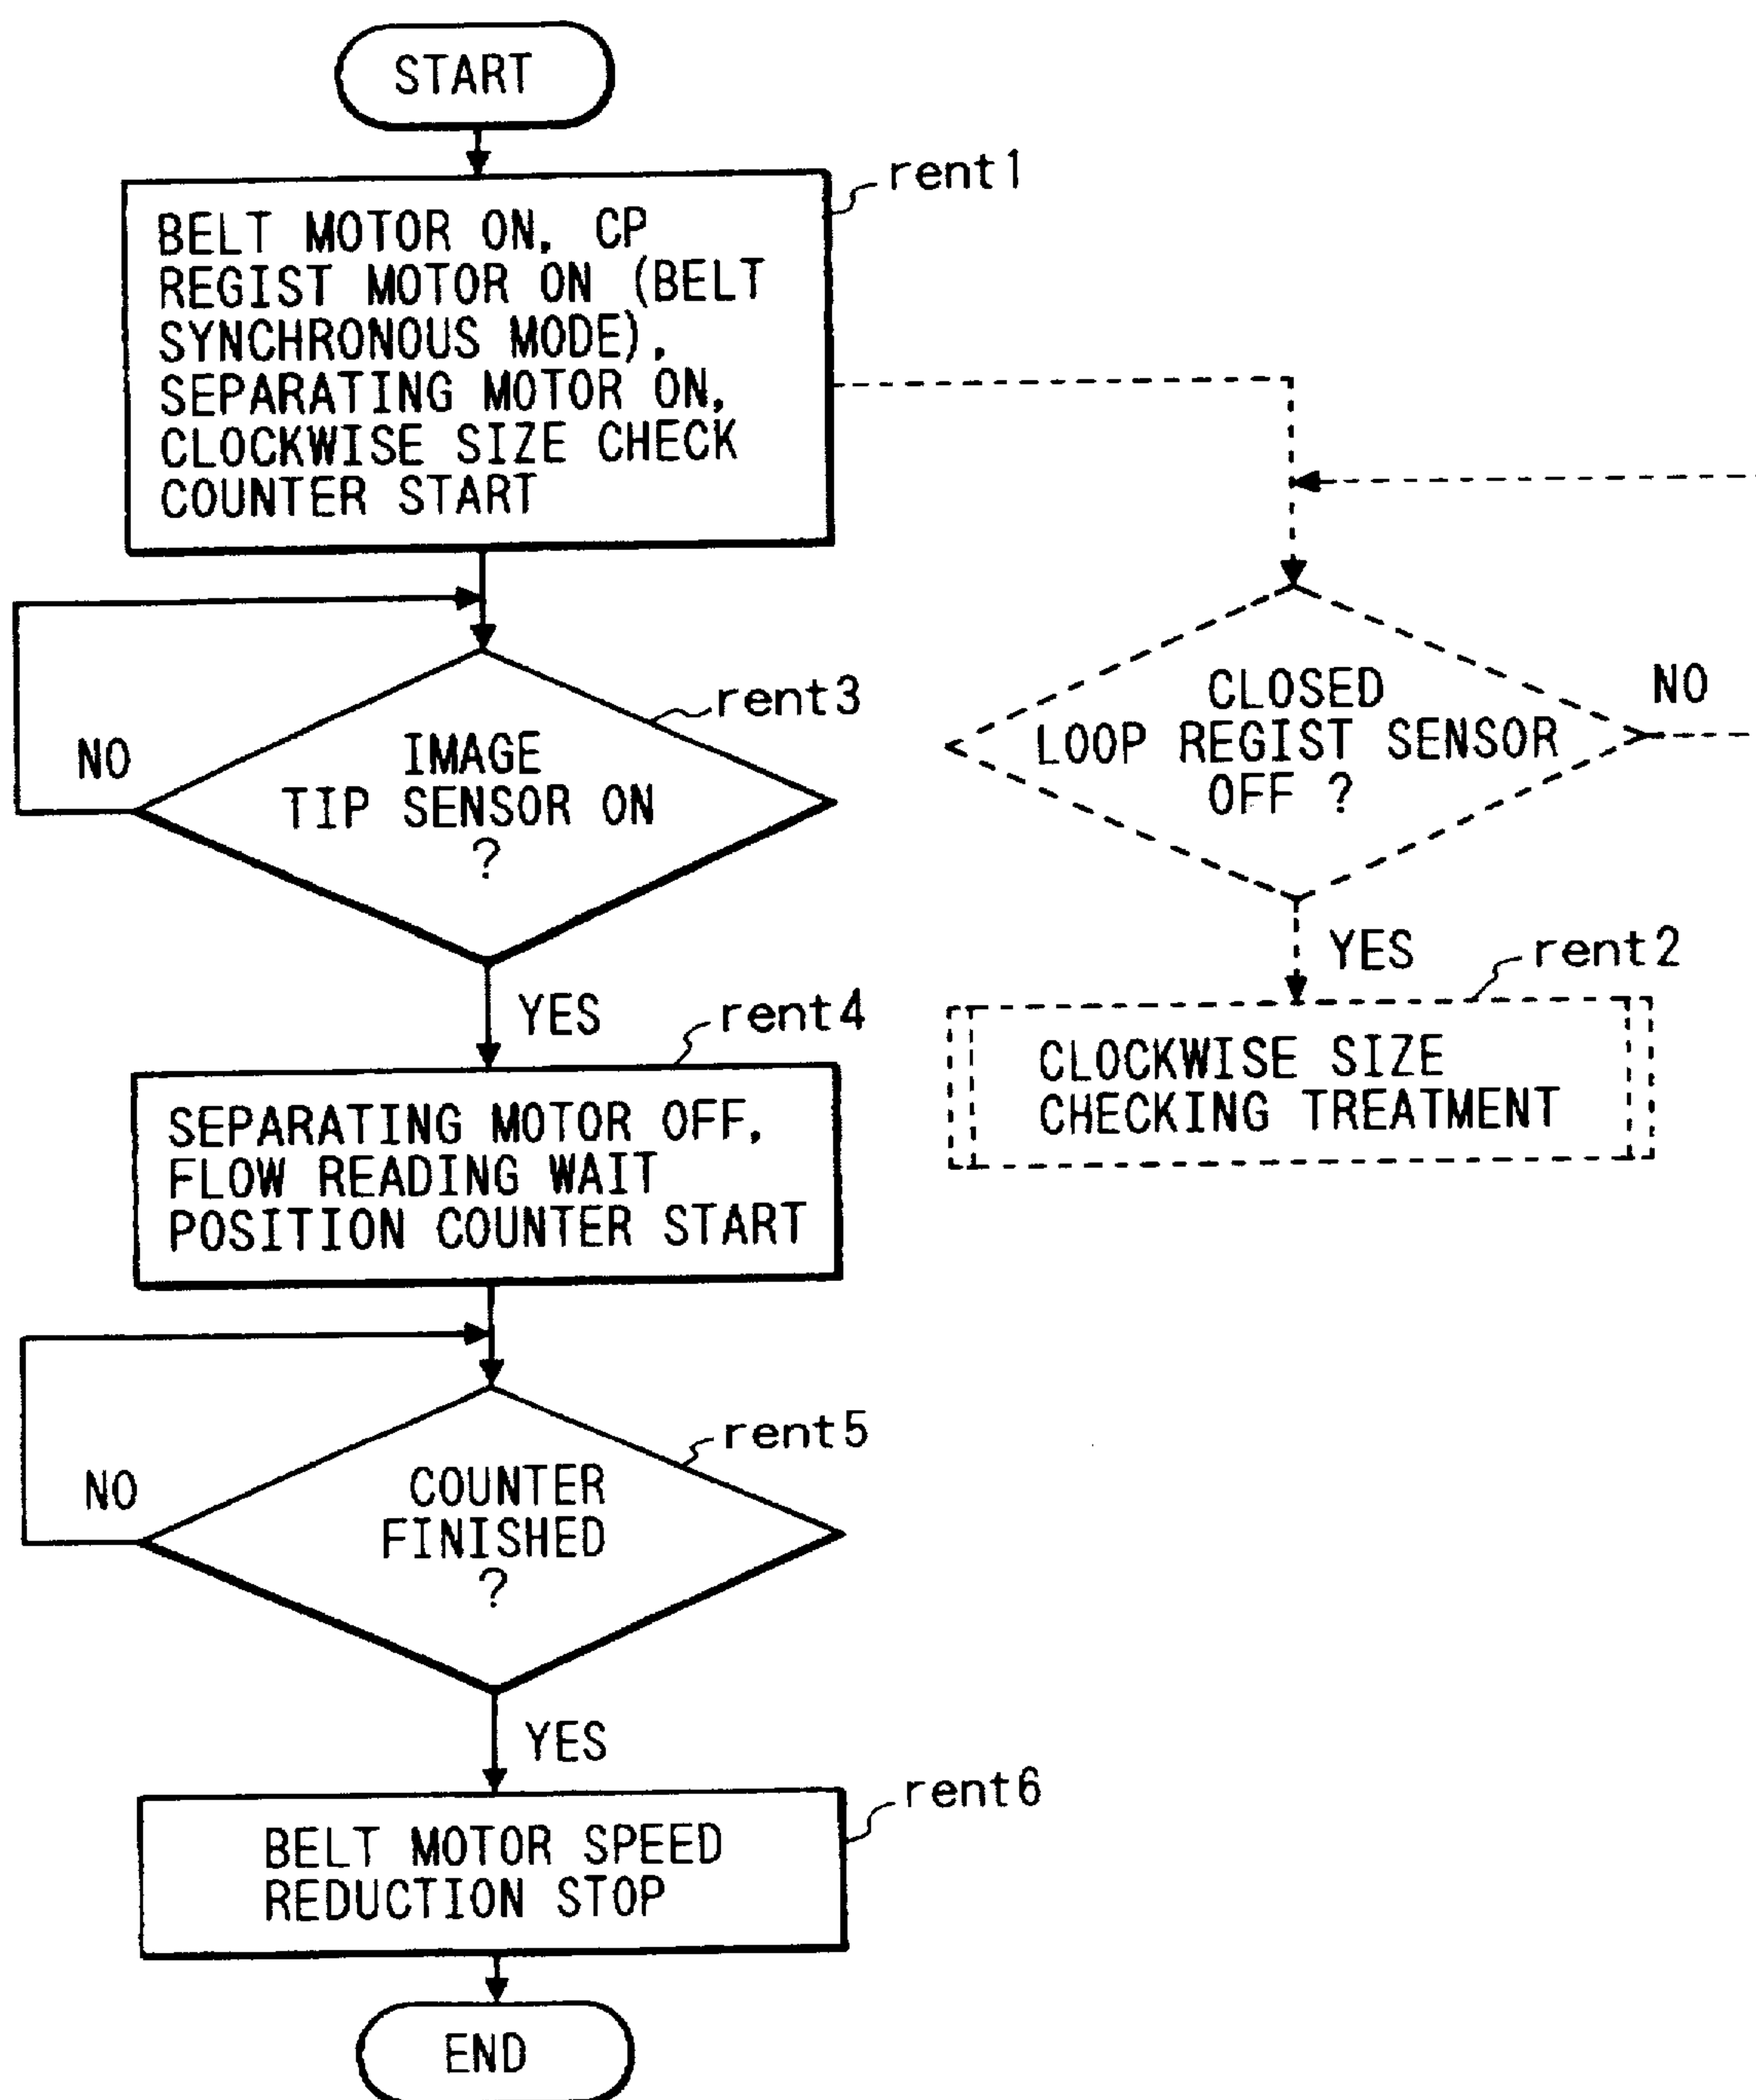 START
rent1
BELT MOTOR ON, CP
REGIST MOTOR ON (BELT
SYNCHRONOUS MODE),
SEPARATING MOTOR ON,
CLOCKWISE SIZE CHECK
COUNTER START
rent3
NO
IMAGE
TIP SENSOR ON
?
YES
CLOSED
LOOP REGIST SENSOR
OFF ?
NO
YES
rent2
CLOCKWISE SIZE
CHECKING TREATMENT
rent4
SEPARATING MOTOR OFF,
FLOW READING WAIT
POSITION COUNTER START
rent5
NO
COUNTER
FINISHED
?
YES
rent6
BELT MOTOR SPEED
REDUCTION STOP
END